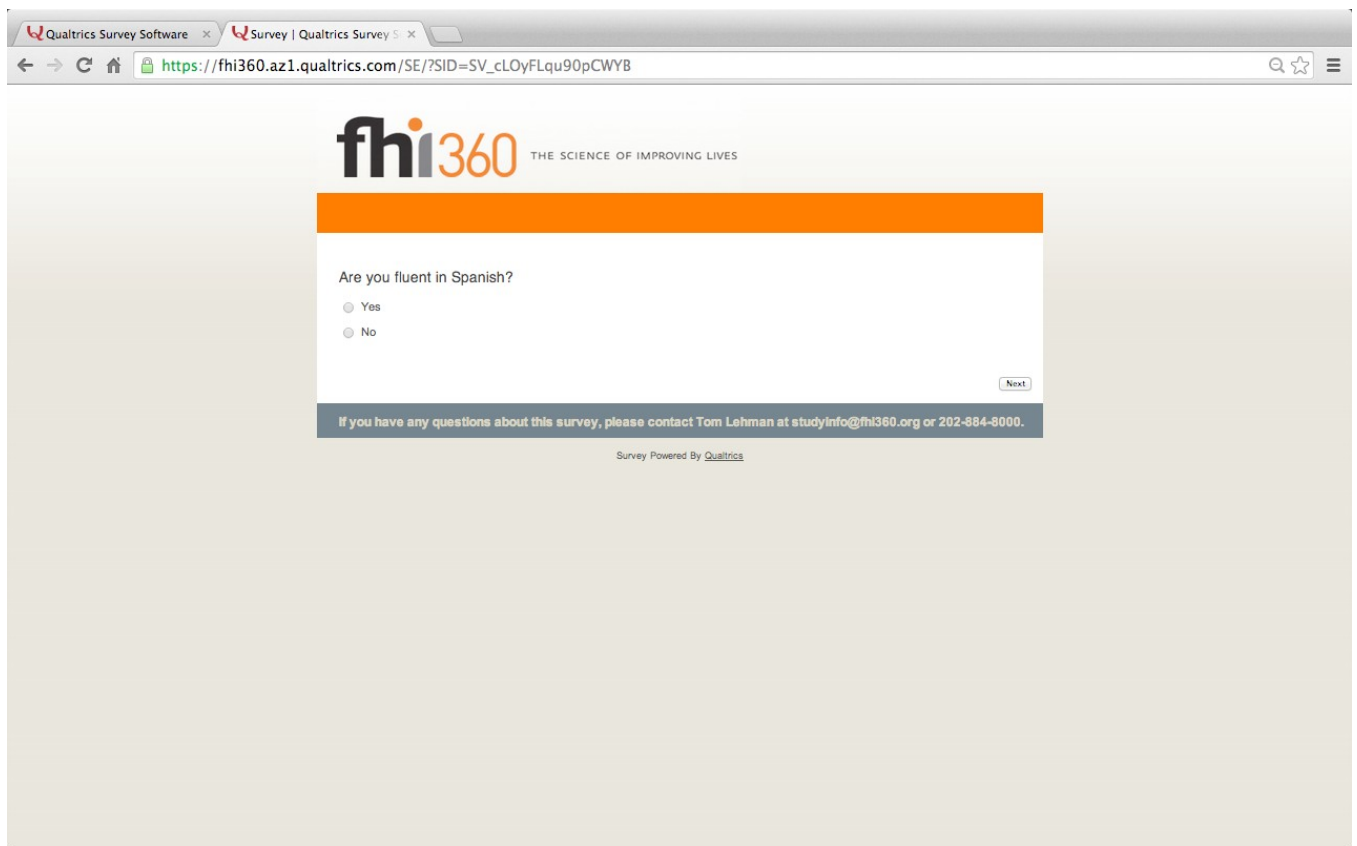 Qualtrics Survey Software
Survey | Qualtrics Survey S
https://fhi360.az1.qualtrics.com/SE/?SID=SV_cLOyFLqu90pCWYB
fhi360 THE SCIENCE OF IMPROVING LIVES
Are you fluent in Spanish?
Yes
No
Next
If you have any questions about this survey, please contact Tom Lehman at studyinfo@fhi360.org or 202-884-8000.
Survey Powered By Qualtrics